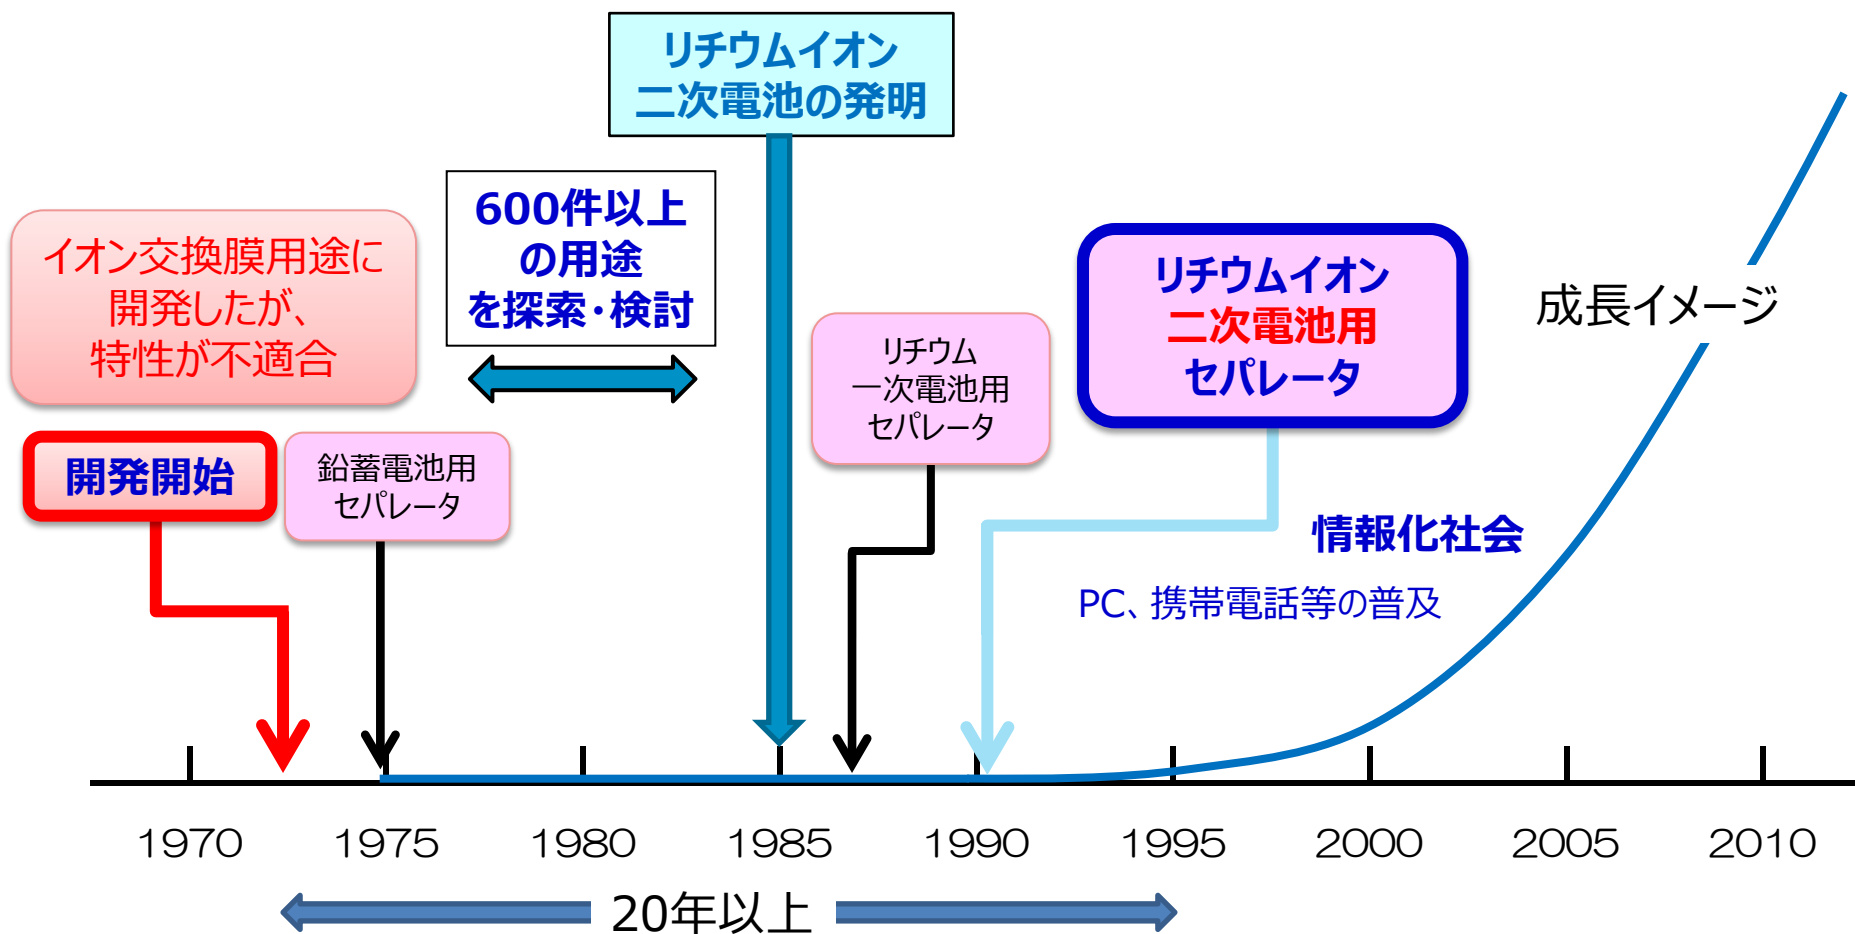 リチウムイオン
二次電池の発明
600件以上
の用途
を探索・検討
イオン交換膜用途に
開発したが、
特性が不適合
リチウムイオン
二次電池用
セパレータ
成長イメージ
リチウム
一次電池用
セパレータ
開発開始
鉛蓄電池用
セパレータ
情報化社会
PC、携帯電話等の普及
1970 1975 1980 1985 1990 1995 2000 2005 2010
20年以上